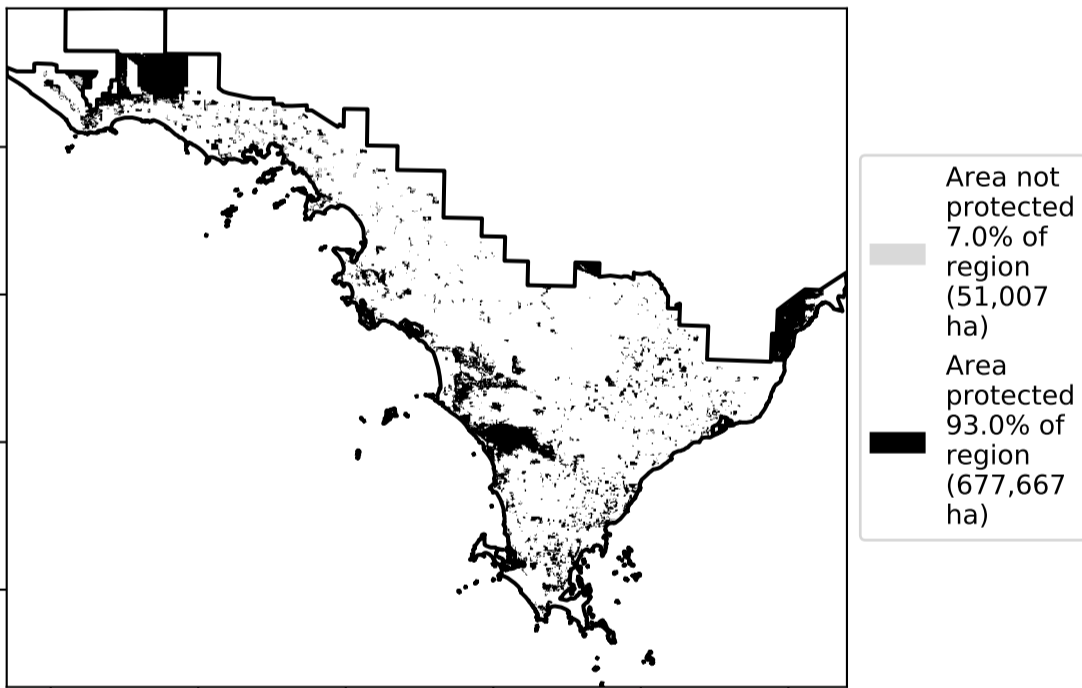 Area not
protected
7.0% of
region
(51,007
ha)
Area
protected
93.0% of
region
(677,667
ha)